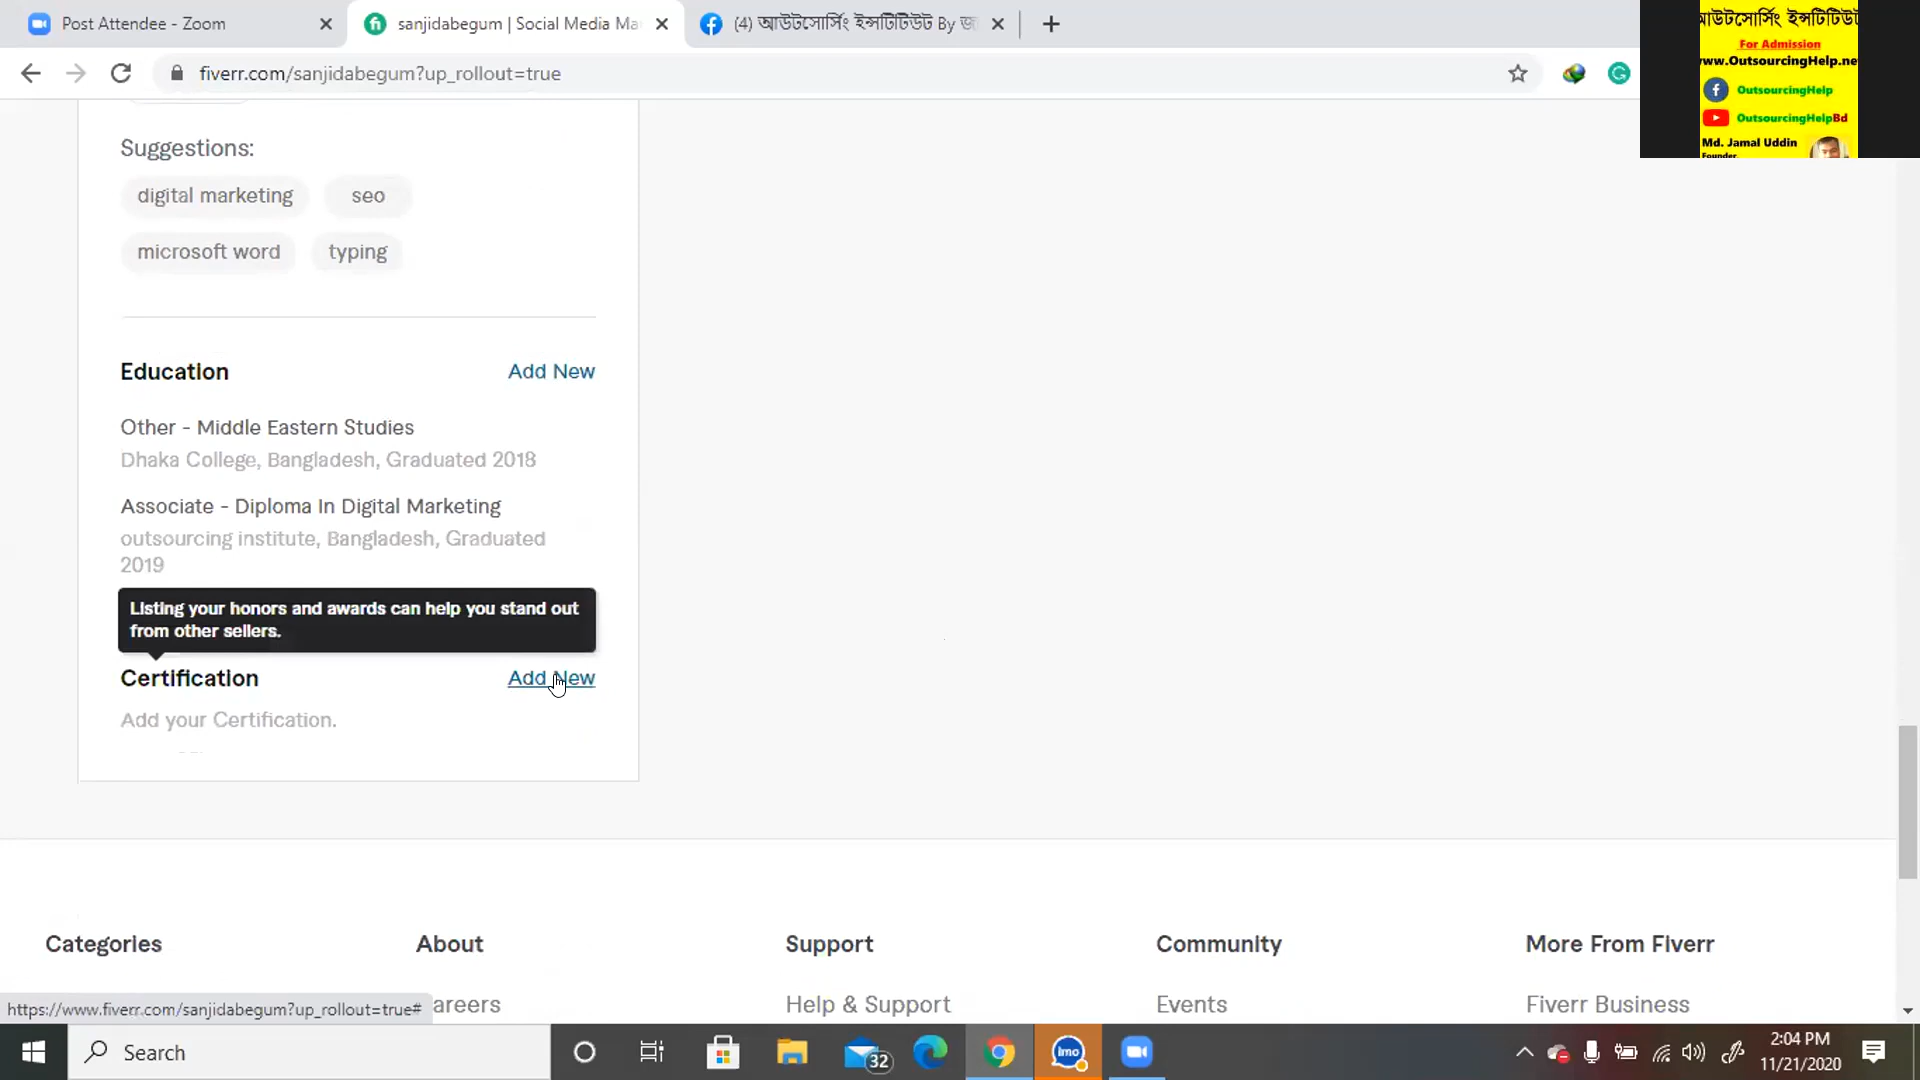 Post Attendee - Zoom
sanjidabegum | Social Media Ma
(4) আউটসোর্সিং ইন্সটিটিউট By জ
fiverr.com/sanjidabegum?up_rollout=true
আউটসোর্সিং ইন্সটিটিউট
For Admission
www.OutsourcingHelp.ne
OutsourcingHelp
OutsourcingHelpBd
Md. Jamal Uddin
Founder,
Suggestions:
digital marketing
seo
microsoft word
typing
Education
Add New
Other - Middle Eastern Studies
Dhaka College, Bangladesh, Graduated 2018
Associate - Diploma In Digital Marketing
outsourcing institute, Bangladesh, Graduated
2019
Listing your honors and awards can help you stand out
from other sellers.
Certification
Add New
Add your Certification.
Categories
About
Support
Community
More From Fiverr
https://www.fiverr.com/sanjidabegum?up_rollout=true#
areers
Help & Support
Events
Fiverr Business
Search
32
imo
2:04 PM
11/21/2020